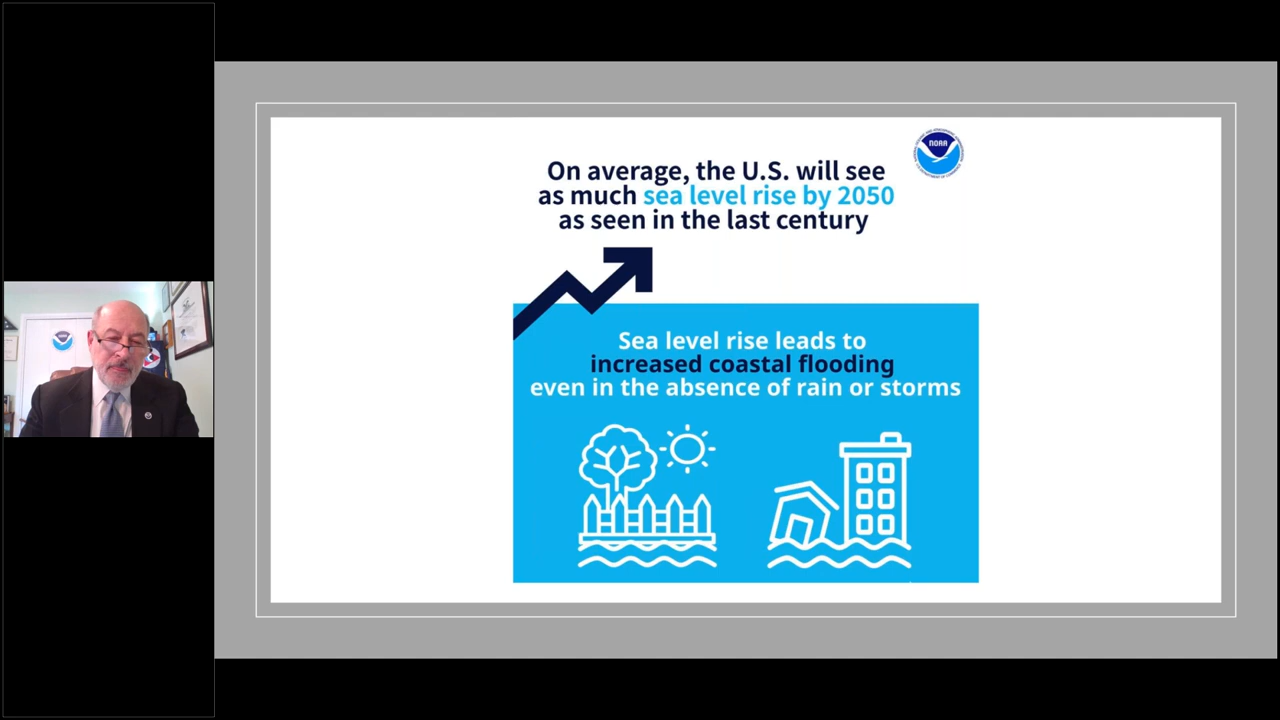 NOAA
On average, the U.S. will see
as much sea level rise by 2050
as seen in the last century
Sea level rise leads to
increased coastal flooding
even in the absence of rain or storms